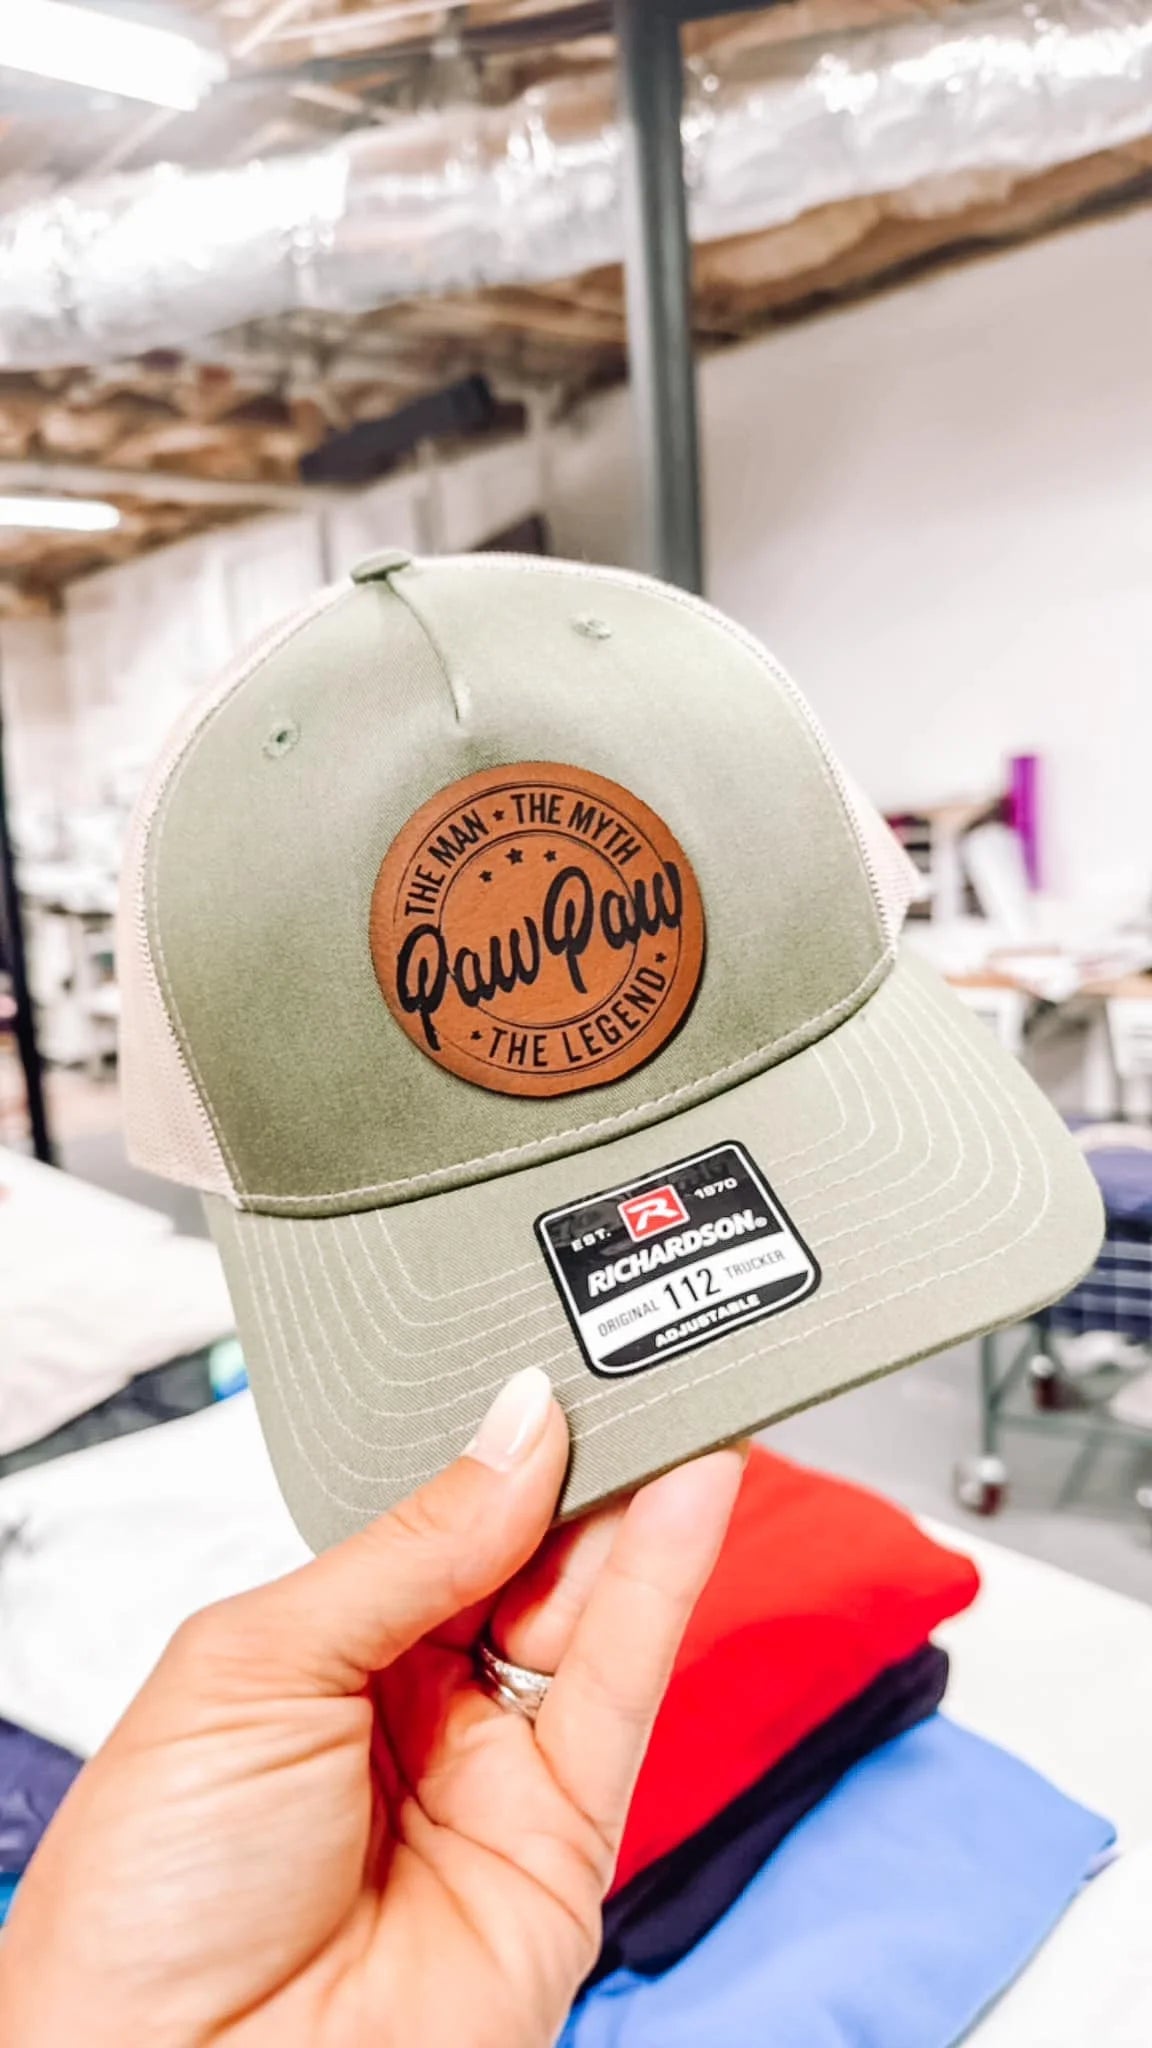 THE MAN ★ THE MYTH
PawPaw
★ THE LEGEND ★
EST. R 1970
RICHARDSON®
ORIGINAL 112 TRUCKER
ADJUSTABLE